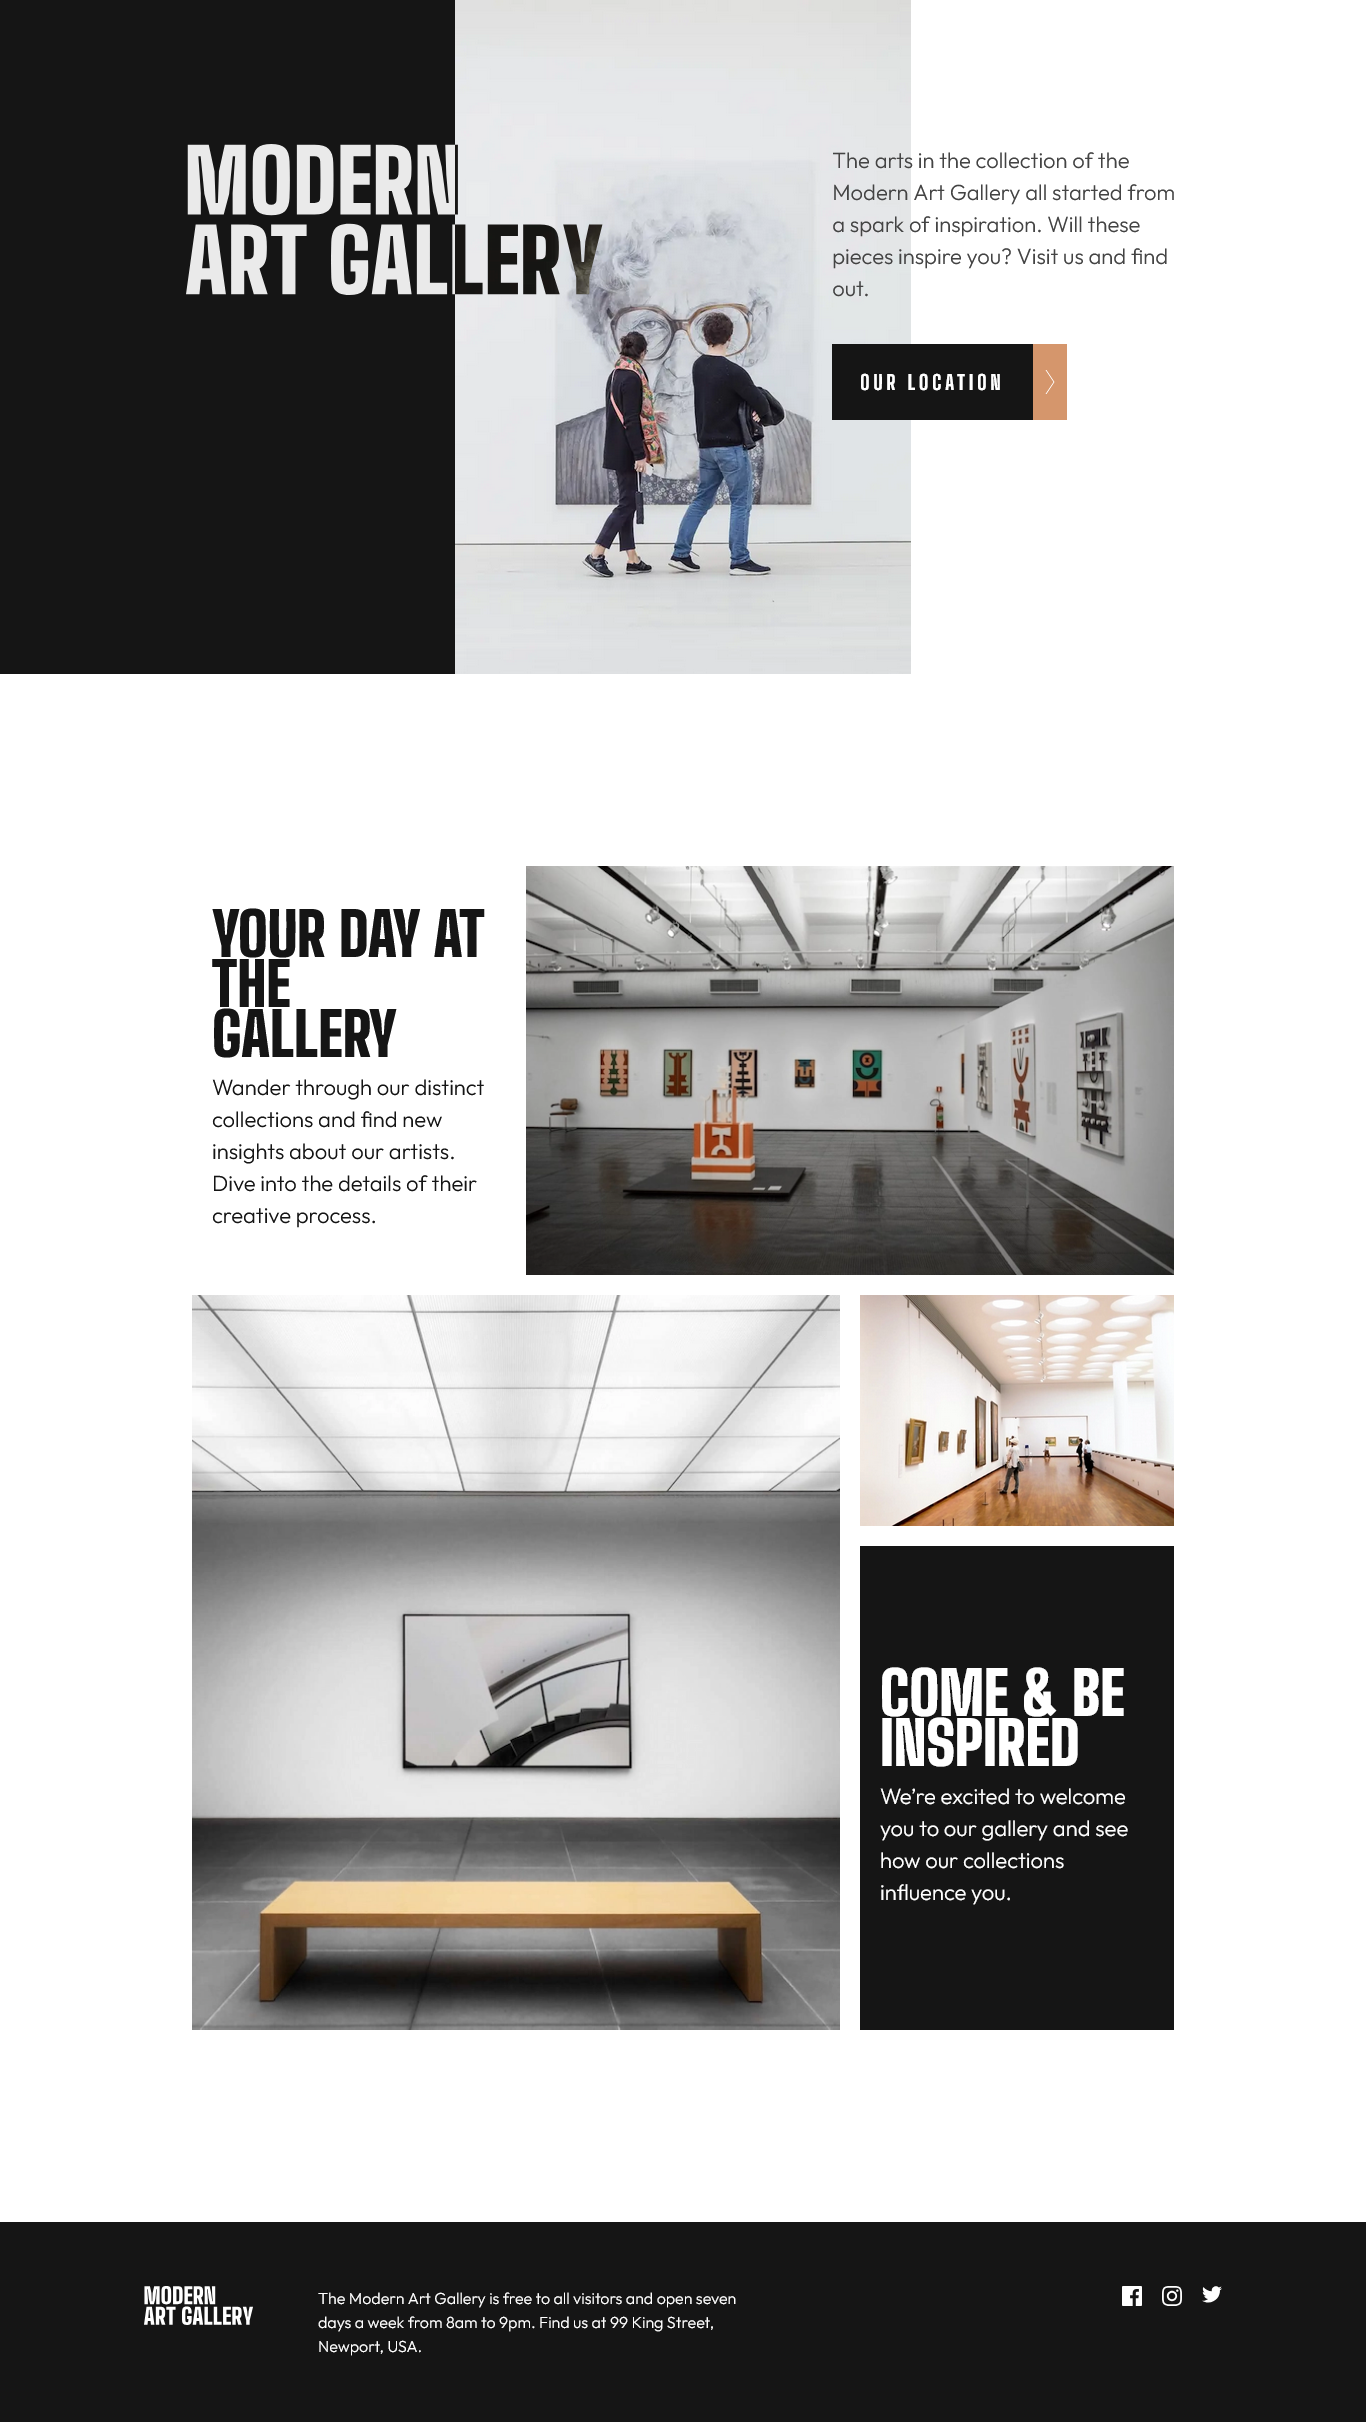 MODERN
ART GALLERY
The arts in the collection of the
Modern Art Gallery all started from
a spark of inspiration. Will these
pieces inspire you? Visit us and find
out.
OUR LOCATION
YOUR DAY AT
THE
GALLERY
Wander through our distinct
collections and find new
insights about our artists.
Dive into the details of their
creative process.
COME & BE
INSPIRED
We’re excited to welcome
you to our gallery and see
how our collections
influence you.
MODERN
ART GALLERY
The Modern Art Gallery is free to all visitors and open seven
days a week from 8am to 9pm. Find us at 99 King Street,
Newport, USA.